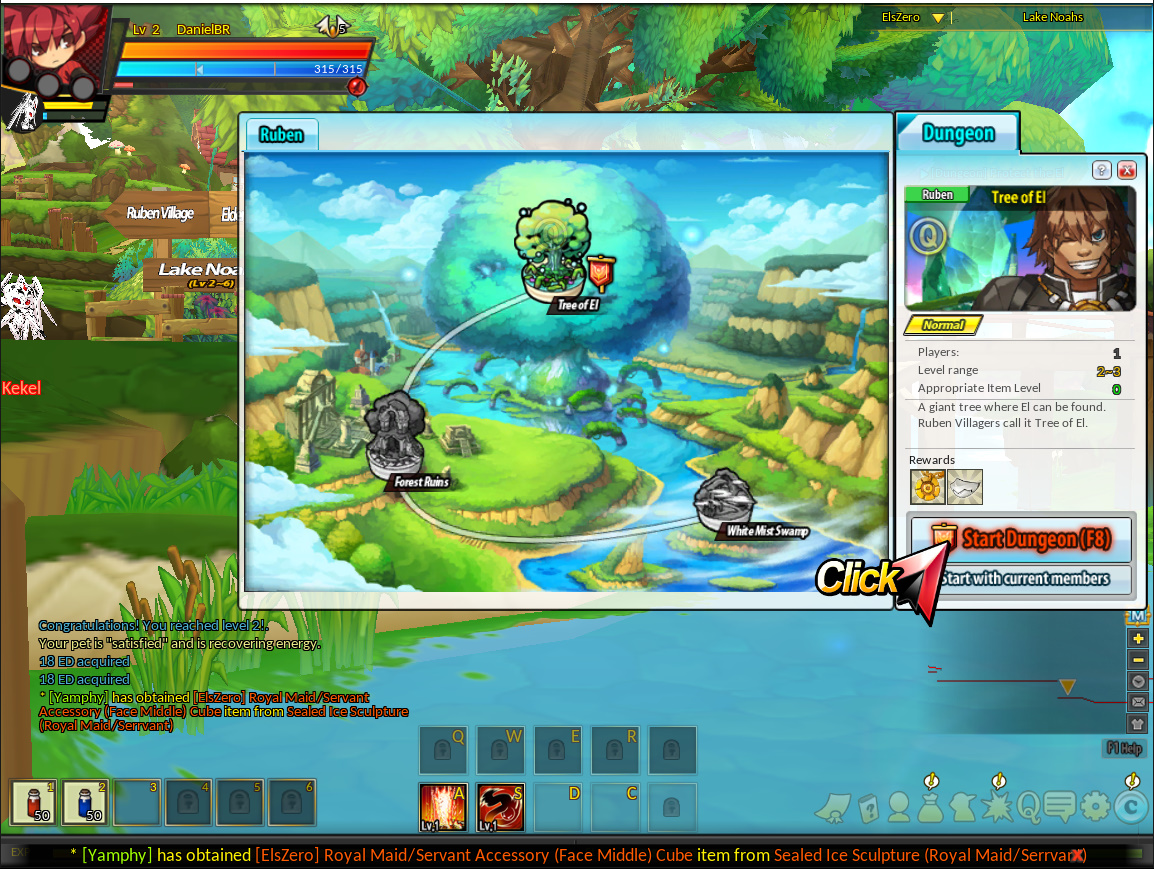 Lv 2 DanielBR
5
ElsZero
Lake Noahs
315/315
Ruben
Dungeon
Ruben
Tree of El
Ruben Village
Lake Noa
(Lv 2~6)
Tree of El
Normal
Players: 1
Level range 2~3
Appropriate Item Level 0
A giant tree where El can be found.
Ruben Villagers call it Tree of El.
Kekel
Rewards
Forest Ruins
White Mist Swamp
Start Dungeon (F8)
Click
Start with current members
Congratulations! You reached level 2!.
Your pet is "satisfied" and is recovering energy.
18 ED acquired
18 ED acquired
* [Yamphy] has obtained [ElsZero] Royal Maid/Servant
Accessory (Face Middle) Cube item from Sealed Ice Sculpture
(Royal Maid/Serrvant)
M
F1 Help
Q W E R
1 2 3 4 5 6
50 50
A S D C
Lv.1 Lv.1
* [Yamphy] has obtained [ElsZero] Royal Maid/Servant Accessory (Face Middle) Cube item from Sealed Ice Sculpture (Royal Maid/Serrvant)